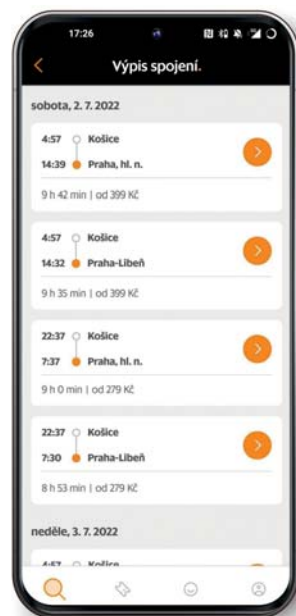 17:26
Výpis spojení.
sobota, 2. 7. 2022
4:57 Košice
14:39 Praha, hl. n.
9 h 42 min | od 399 Kč
4:57 Košice
14:32 Praha-Libeň
9 h 35 min | od 399 Kč
22:37 Košice
7:37 Praha, hl. n.
9 h 0 min | od 279 Kč
22:37 Košice
7:30 Praha-Libeň
8 h 53 min | od 279 Kč
neděle, 3. 7. 2022
4:57 Košice